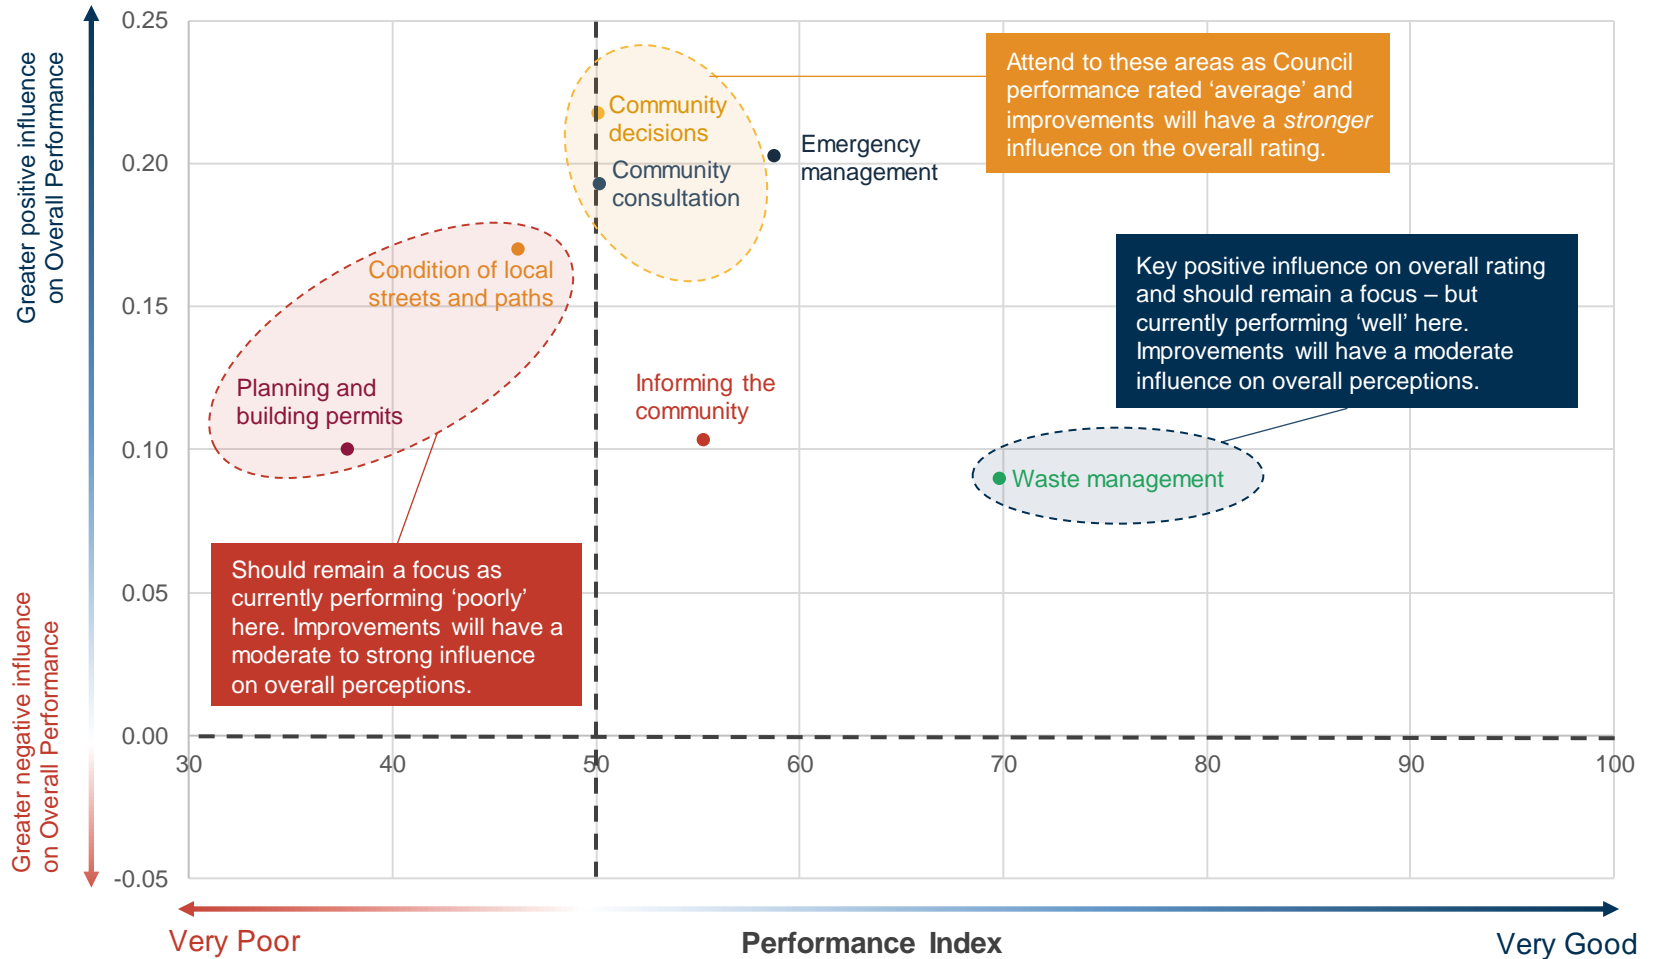 Greater positive influence
on Overall Performance
Greater negative influence
on Overall Performance
0.25
0.20
0.15
0.10
0.05
0.00
-0.05
30
40
50
60
70
80
90
100
Community
decisions
Community
consultation
Emergency
management
Condition of local
streets and paths
Planning and
building permits
Informing the
community
Waste management
Attend to these areas as Council
performance rated ‘average’ and
improvements will have a stronger
influence on the overall rating.
Key positive influence on overall rating
and should remain a focus – but
currently performing ‘well’ here.
Improvements will have a moderate
influence on overall perceptions.
Should remain a focus as
currently performing ‘poorly’
here. Improvements will have a
moderate to strong influence
on overall perceptions.
Very Poor
Performance Index
Very Good